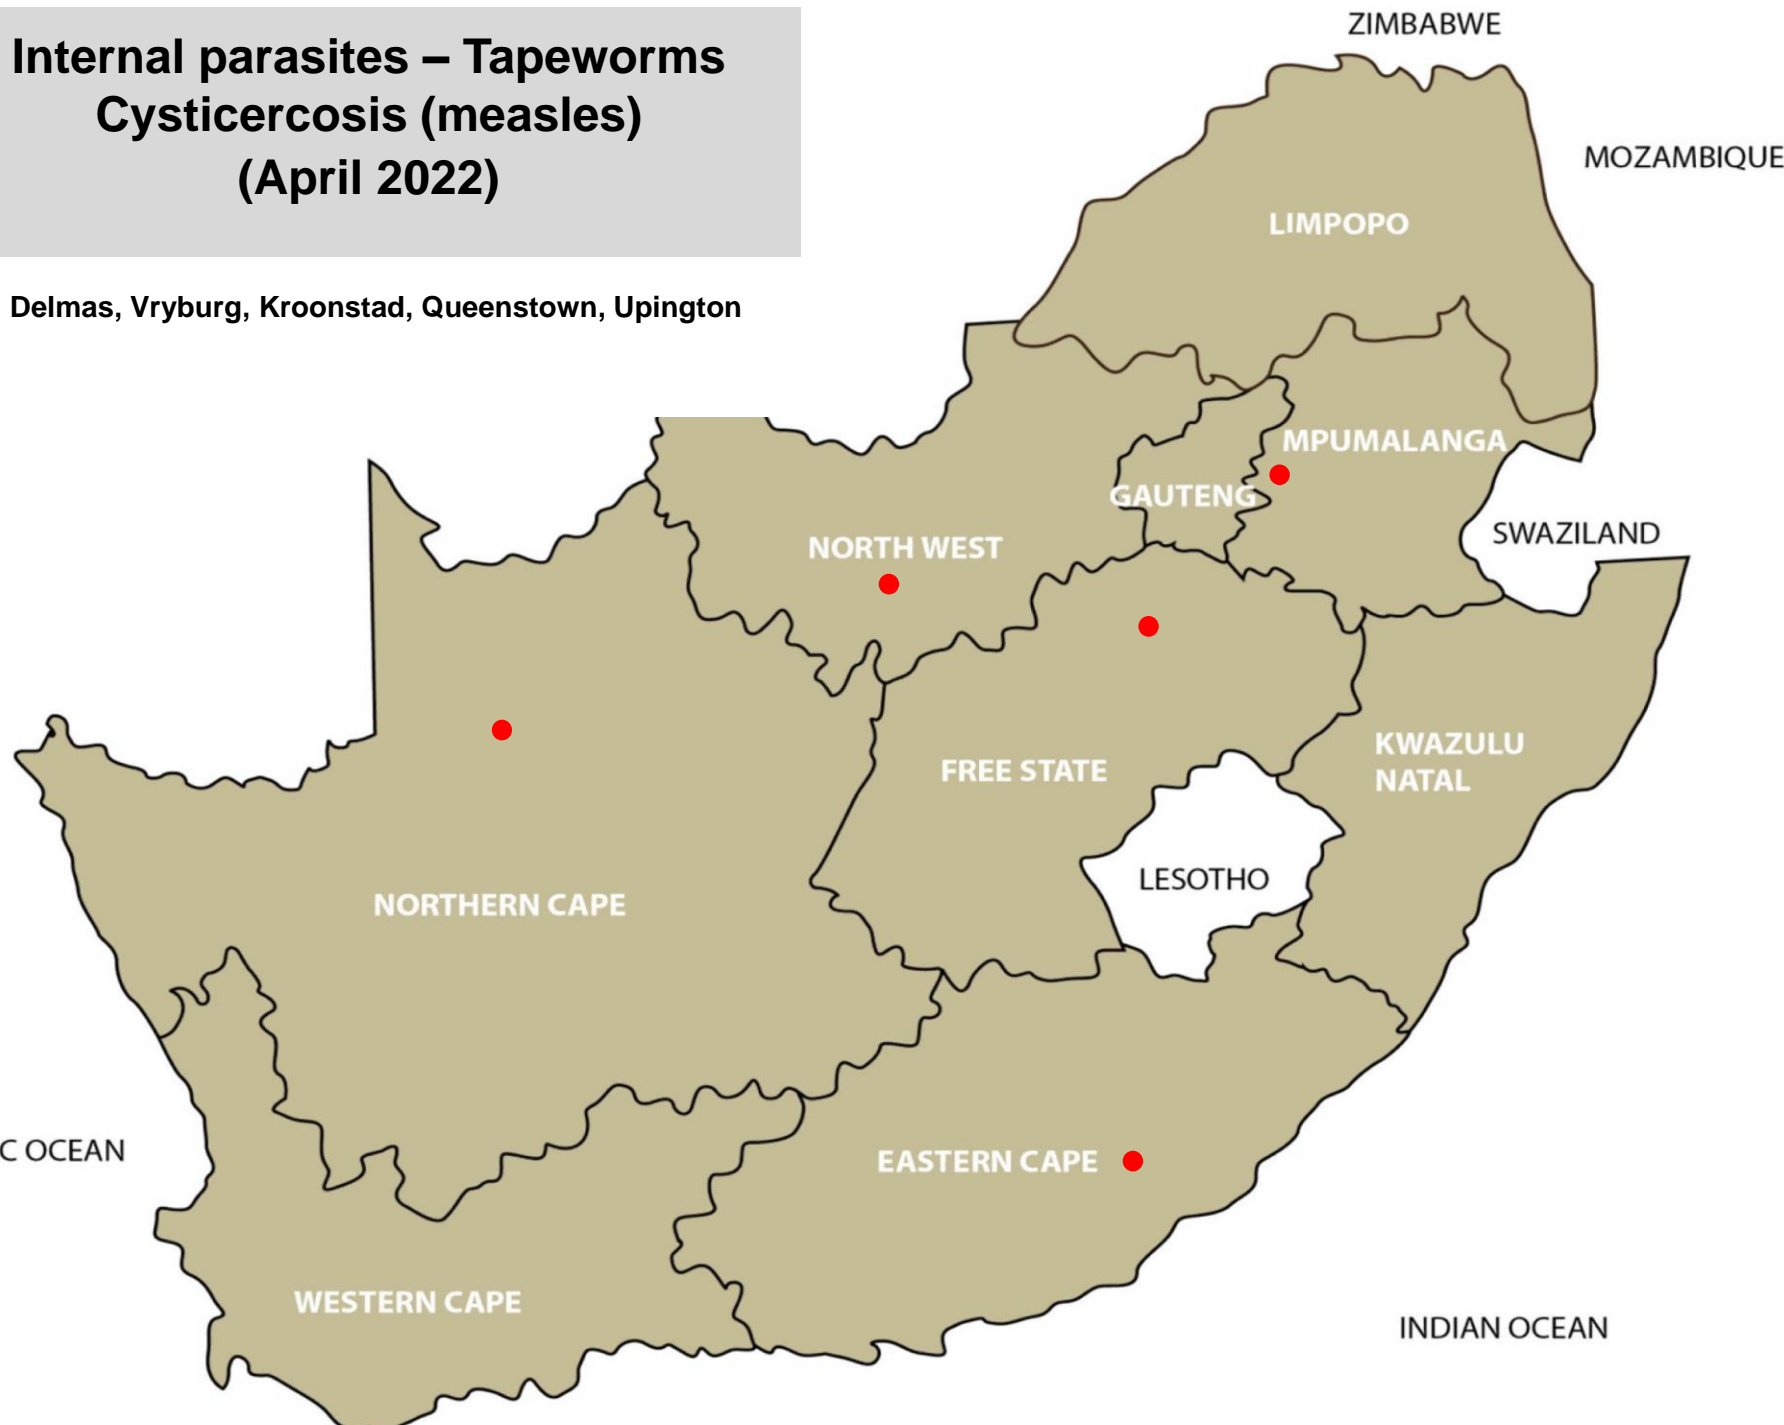 Internal parasites – Tapeworms
Cysticercosis (measles)
(April 2022)
Delmas, Vryburg, Kroonstad, Queenstown, Upington
ZIMBABWE
MOZAMBIQUE
LIMPOPO
MPUMALANGA
GAUTENG
SWAZILAND
NORTH WEST
KWAZULU
NATAL
FREE STATE
LESOTHO
NORTHERN CAPE
C OCEAN
EASTERN CAPE
WESTERN CAPE
INDIAN OCEAN